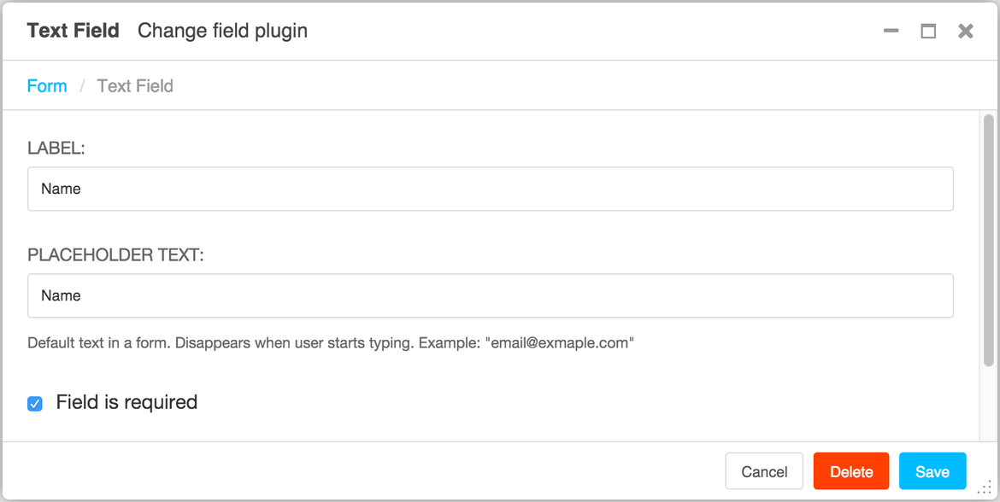 Text Field Change field plugin
Form / Text Field
LABEL:
Name
PLACEHOLDER TEXT:
Name
Default text in a form. Disappears when user starts typing. Example: "email@exmaple.com"
Field is required
Cancel Delete Save